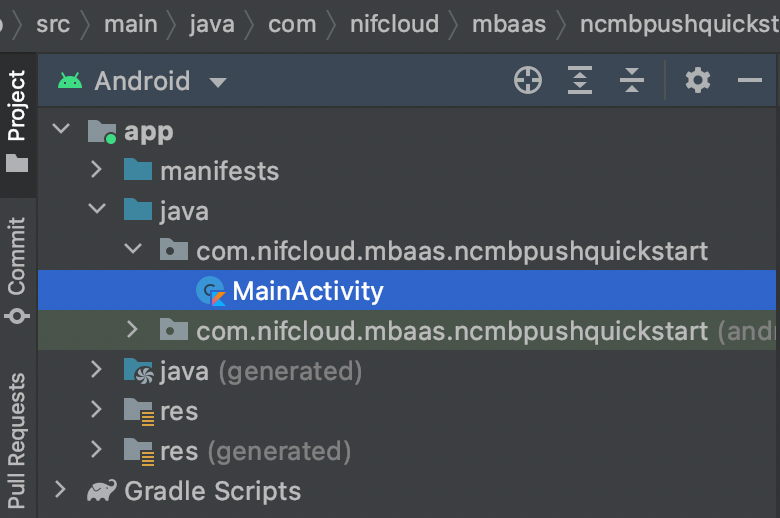 src main java com nifcloud mbaas ncmbpushquickst
Android
Project
Commit
Pull Requests
app
manifests
java
com.nifcloud.mbaas.ncmbpushquickstart
MainActivity
com.nifcloud.mbaas.ncmbpushquickstart (and
java (generated)
res
res (generated)
Gradle Scripts